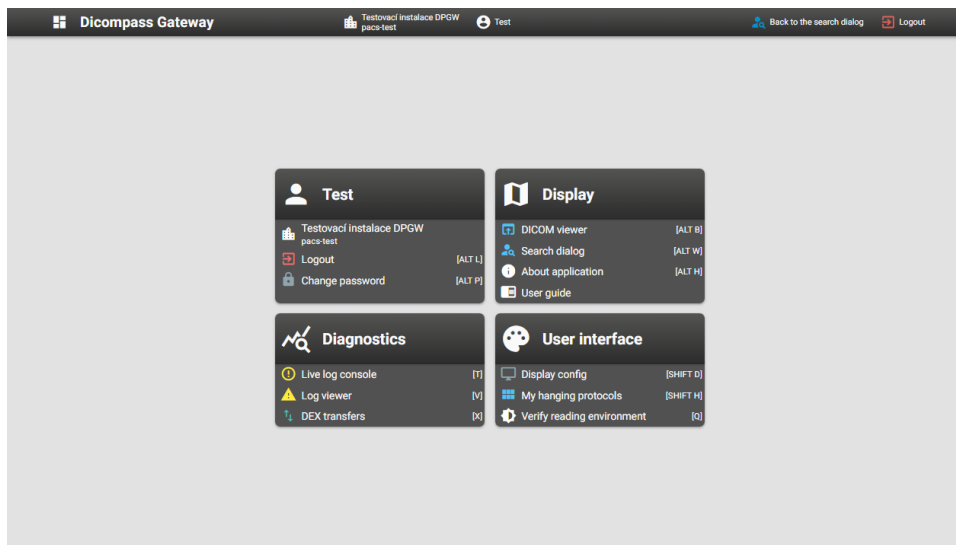 Dicompass Gateway
Testovací instalace DPGW
pacs-test
Test
Back to the search dialog
Logout
Test
Testovací instalace DPGW
pacs-test
Logout [ALT L]
Change password [ALT P]
Display
DICOM viewer [ALT B]
Search dialog [ALT W]
About application [ALT H]
User guide
Diagnostics
Live log console [T]
Log viewer [V]
DEX transfers [X]
User interface
Display config [SHIFT D]
My hanging protocols [SHIFT H]
Verify reading environment [Q]